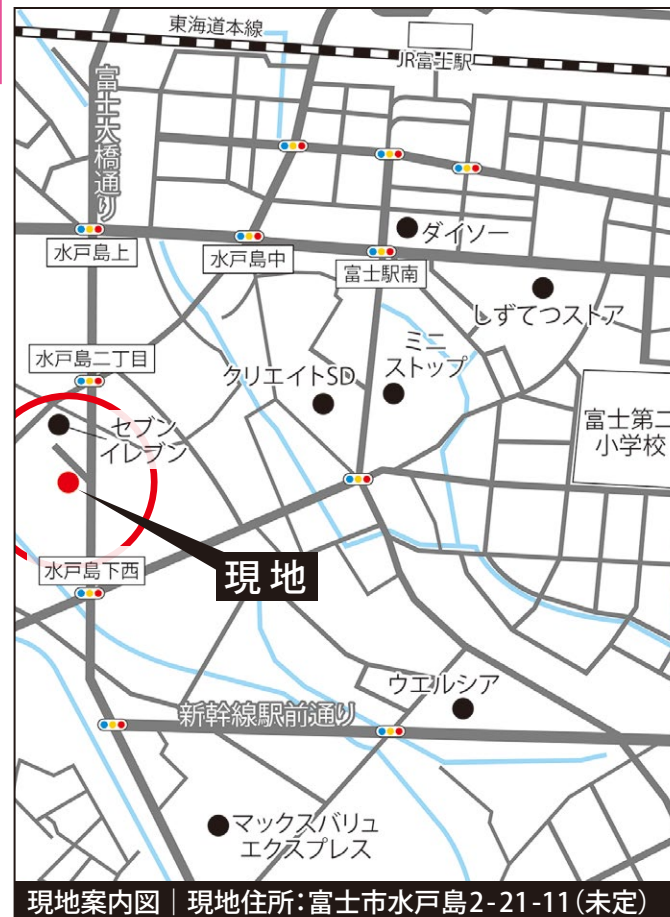 東海道本線
JR富士駅
富士大橋通り
ダイソー
水戸島上
水戸島中
富士駅南
しずてつストア
水戸島二丁目
クリエイトSD
ミニ
ストップ
セブン
イレブン
富士第二
小学校
現地
水戸島下西
ウエルシア
新幹線駅前通り
マックスバリュ
エクスプレス
現地案内図｜現地住所：富士市水戸島2-21-11（未定）